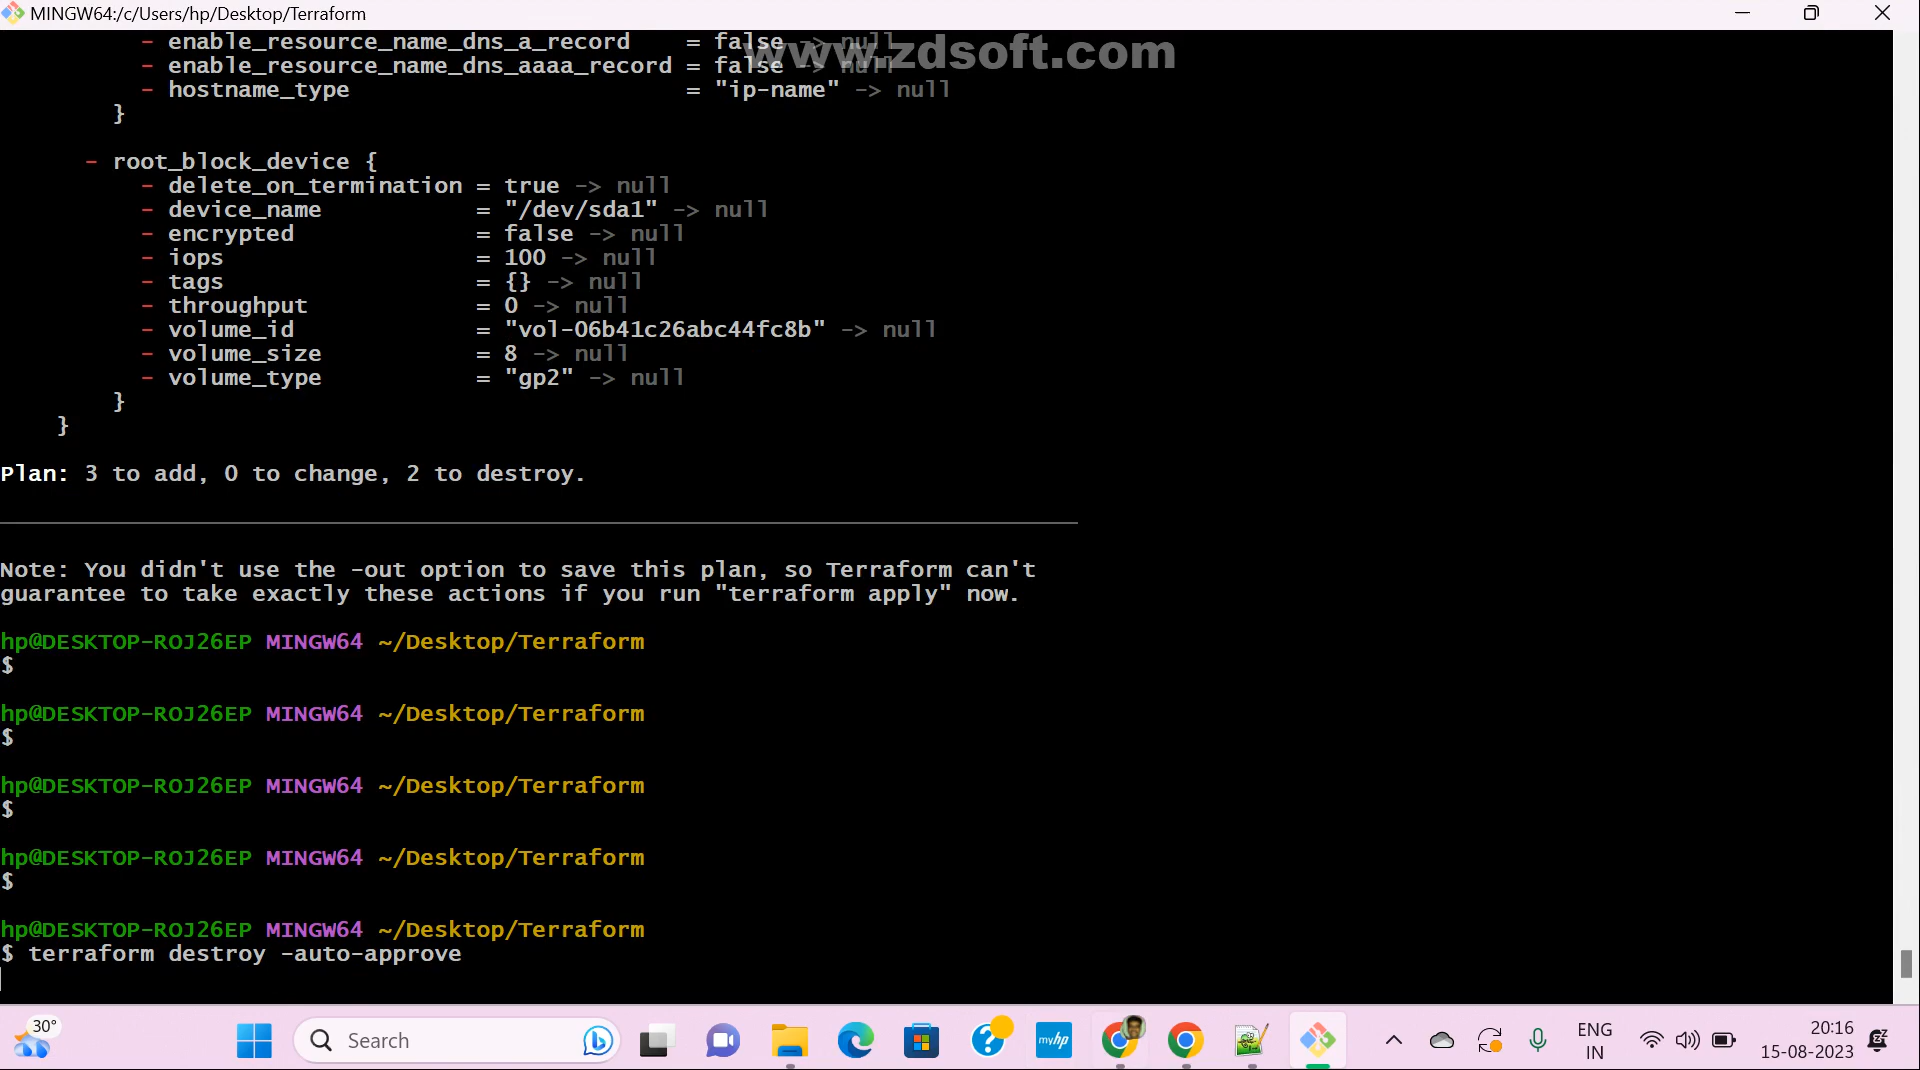 MINGW64:/c/Users/hp/Desktop/Terraform
www.zdsoft.com
- enable_resource_name_dns_a_record = false -> null
- enable_resource_name_dns_aaaa_record = false -> null
- hostname_type = "ip-name" -> null
}
- root_block_device {
- delete_on_termination = true -> null
- device_name = "/dev/sda1" -> null
- encrypted = false -> null
- iops = 100 -> null
- tags = {} -> null
- throughput = 0 -> null
- volume_id = "vol-06b41c26abc44fc8b" -> null
- volume_size = 8 -> null
- volume_type = "gp2" -> null
}
}
Plan: 3 to add, 0 to change, 2 to destroy.
Note: You didn't use the -out option to save this plan, so Terraform can't
guarantee to take exactly these actions if you run "terraform apply" now.
hp@DESKTOP-ROJ26EP MINGW64 ~/Desktop/Terraform
$
hp@DESKTOP-ROJ26EP MINGW64 ~/Desktop/Terraform
$
hp@DESKTOP-ROJ26EP MINGW64 ~/Desktop/Terraform
$
hp@DESKTOP-ROJ26EP MINGW64 ~/Desktop/Terraform
$
hp@DESKTOP-ROJ26EP MINGW64 ~/Desktop/Terraform
$ terraform destroy -auto-approve
30°
Search
myhp
ENG
IN
20:16
15-08-2023